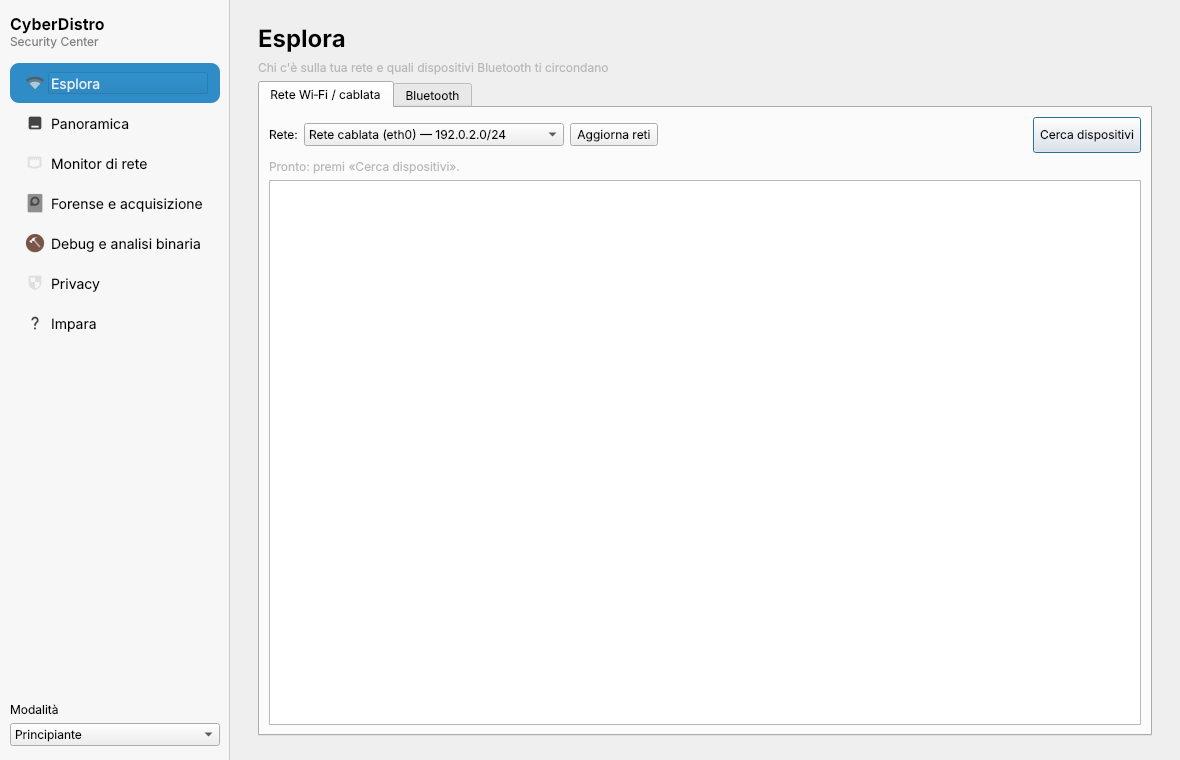 CyberDistro
Security Center
Esplora
Panoramica
Monitor di rete
Forense e acquisizione
Debug e analisi binaria
Privacy
? Impara
Modalità
Principiante
Esplora
Chi c'è sulla tua rete e quali dispositivi Bluetooth ti circondano
Rete Wi-Fi / cablata
Bluetooth
Rete: Rete cablata (eth0) — 192.0.2.0/24 Aggiorna reti Cerca dispositivi
Pronto: premi «Cerca dispositivi».